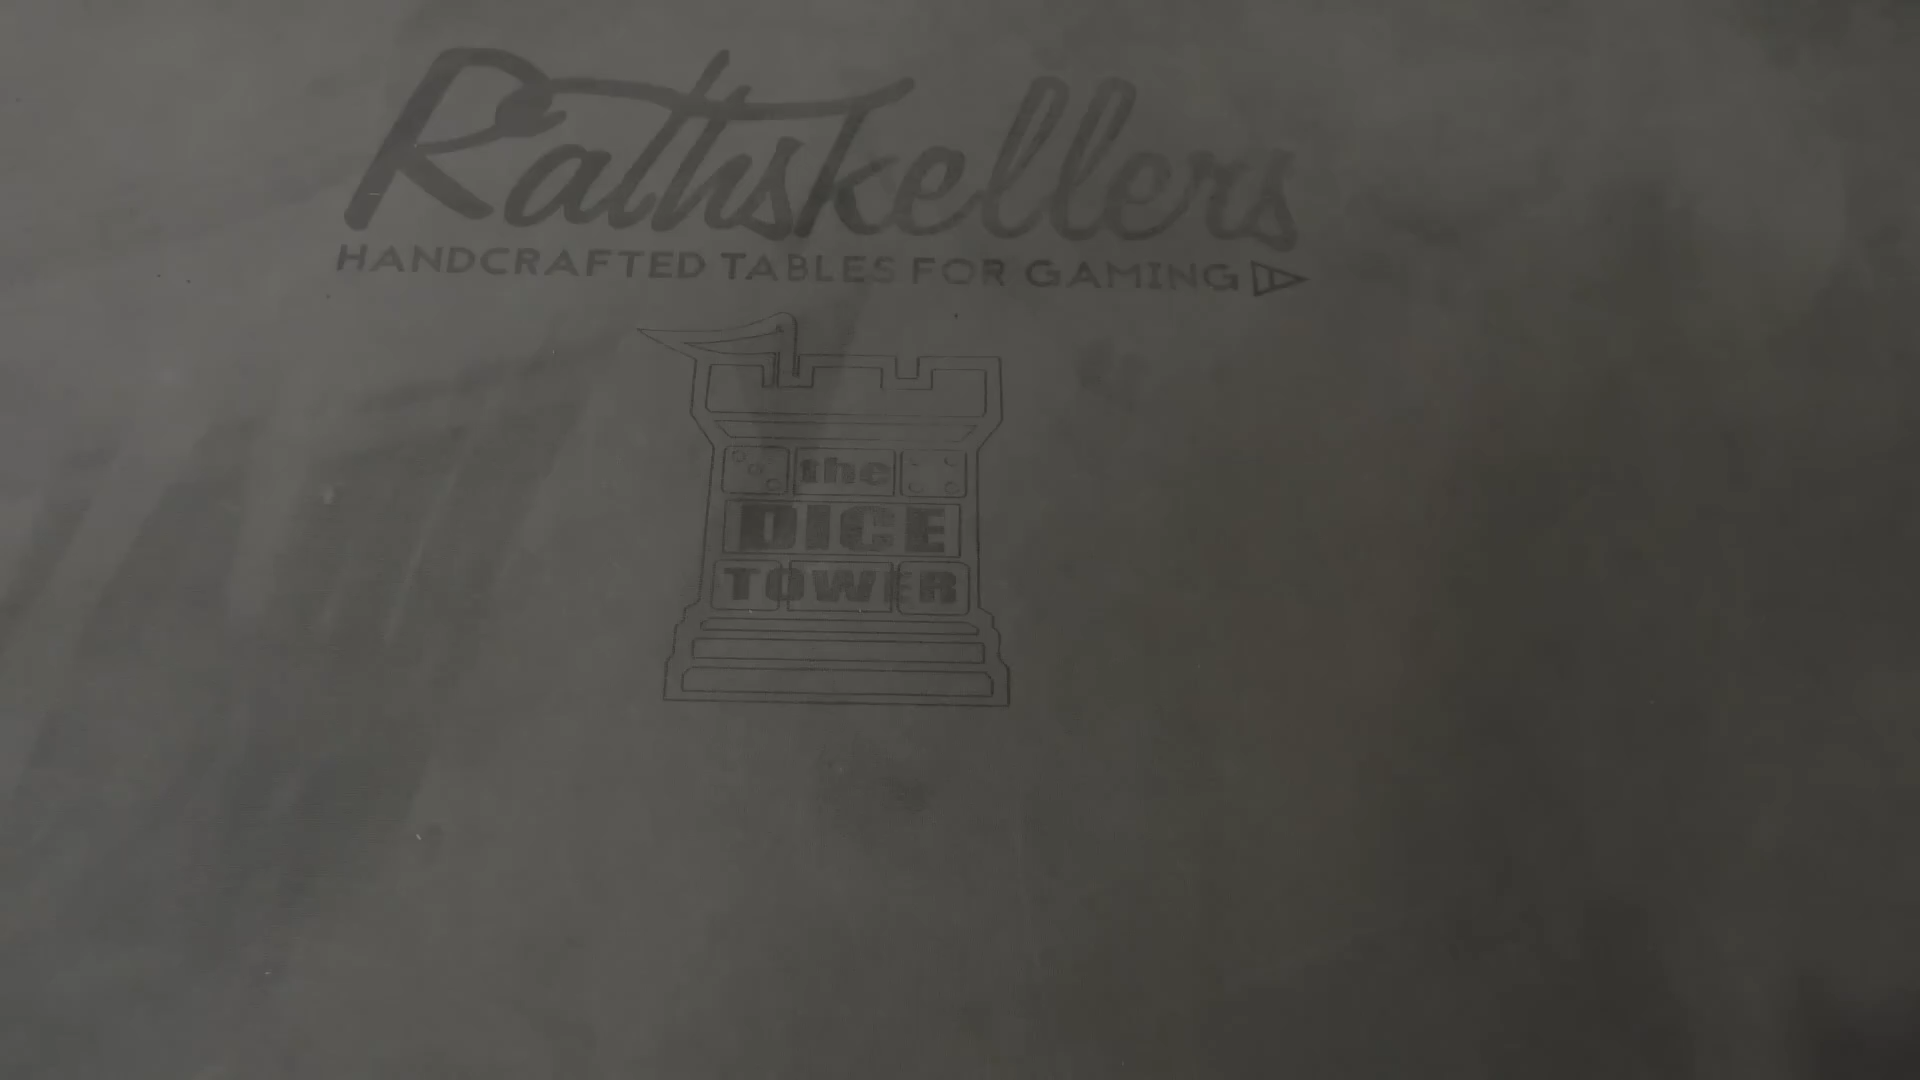 Rathskellers
HANDCRAFTED TABLES FOR GAMING
the
DICE
TOWER